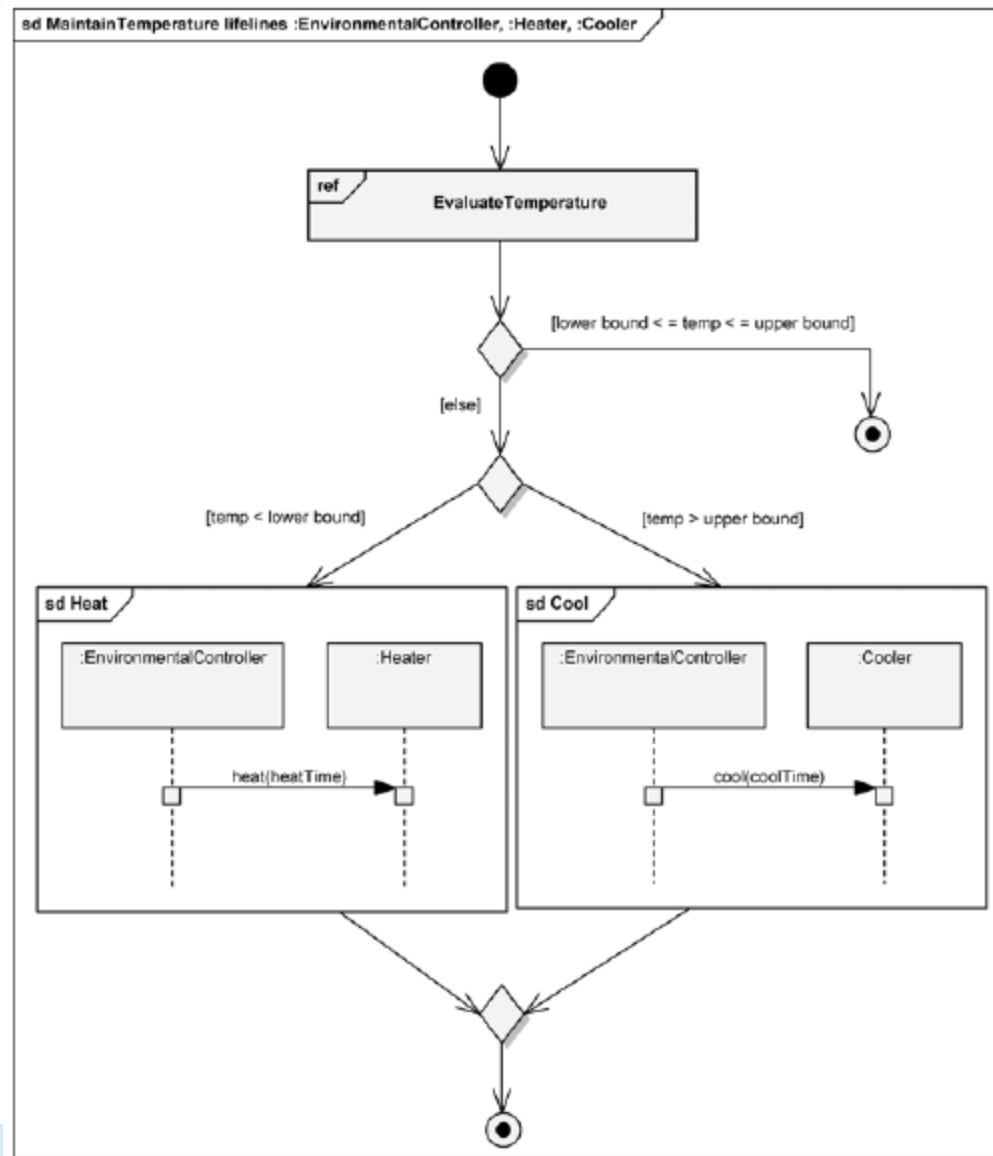 sd MaintainTemperature lifelines :EnvironmentalController, :Heater, :Cooler
ref
EvaluateTemperature
[lower bound < = temp < = upper bound]
[else]
[temp < lower bound]
[temp > upper bound]
sd Heat
:EnvironmentalController
:Heater
heat(heatTime)
sd Cool
:EnvironmentalController
:Cooler
cool(coolTime)